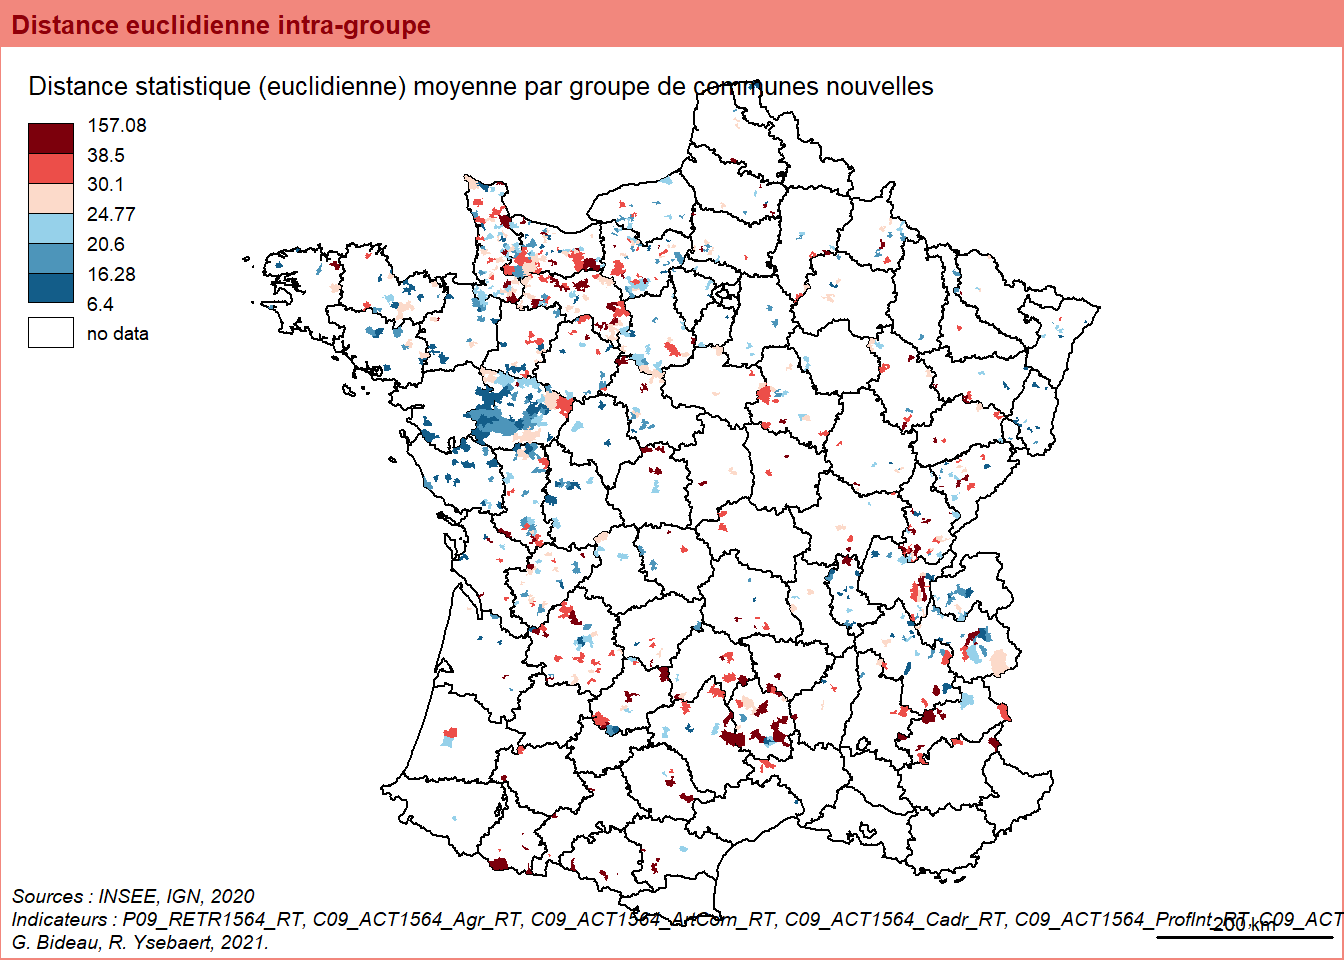 Distance euclidienne intra-groupe
Distance statistique (euclidienne) moyenne par groupe de communes nouvelles
157.08
38.5
30.1
24.77
20.6
16.28
6.4
no data
Sources : INSEE, IGN, 2020
Indicateurs : P09_RETR1564_RT, C09_ACT1564_Agr_RT, C09_ACT1564_ArtCom_RT, C09_ACT1564_Cadr_RT, C09_ACT1564_ProfInt_RT, C09_ACT
G. Bideau, R. Ysebaert, 2021.
200 km